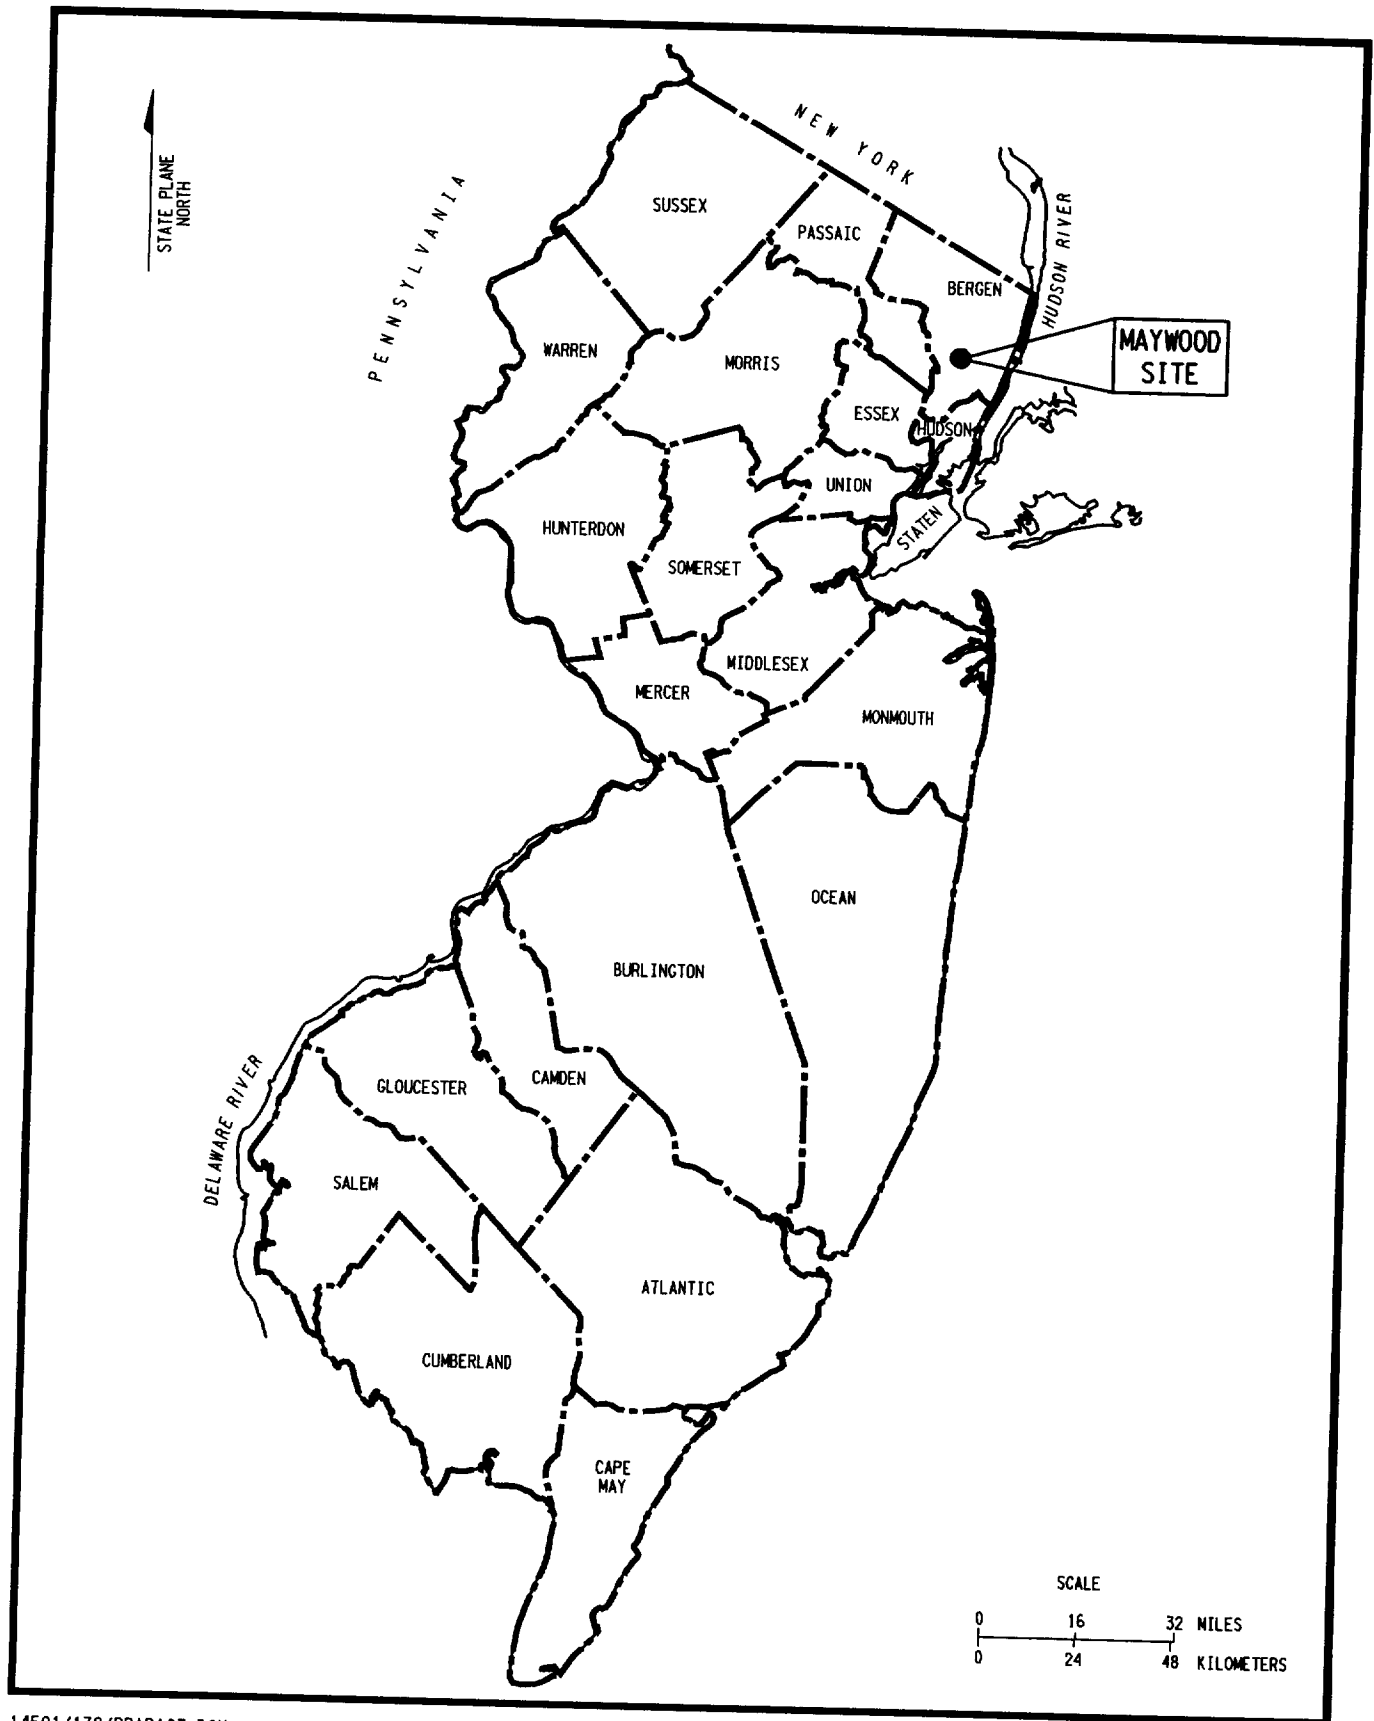 NEW YORK
STATE PLANE
NORTH
PENNSYLVANIA
SUSSEX
PASSAIC
HUDSON RIVER
BERGEN
MAYWOOD
SITE
WARREN
MORRIS
ESSEX
HUDSON
UNION
HUNTERDON
STATEN
SOMERSET
MIDDLESEX
MERCER
MONMOUTH
OCEAN
BURLINGTON
DELAWARE RIVER
GLOUCESTER
CAMDEN
SALEM
ATLANTIC
CUMBERLAND
CAPE
MAY
SCALE
0 16 32 MILES
0 24 48 KILOMETERS